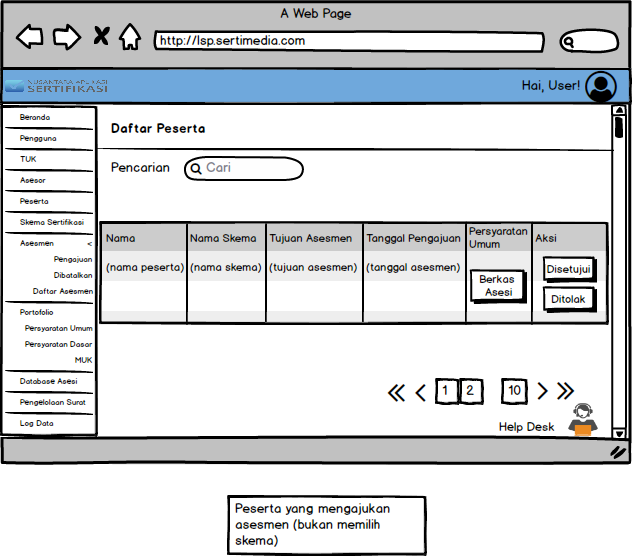 A Web Page
http://lsp.sertimedia.com
NUSANTARA APLIKASI
SERTIFIKASI
Hai, User!
Beranda
Pengguna
TUK
Asesor
Peserta
Skema Sertifikasi
Asesmen <
Pengajuan
Dibatalkan
Daftar Asesmen
Portofolio
Persyaratan Umum
Persyaratan Dasar
MUK
Database Asesi
Pengelolaan Surat
Log Data
Daftar Peserta
Pencarian Cari
Nama Nama Skema Tujuan Asesmen Tanggal Pengajuan Persyaratan Umum Aksi
(nama peserta) (nama skema) (tujuan asesmen) (tanggal asesmen)
Berkas
Asesi
Disetujui
Ditolak
« < 1 2 10 > »
Help Desk
Peserta yang mengajukan
asesmen (bukan memilih
skema)